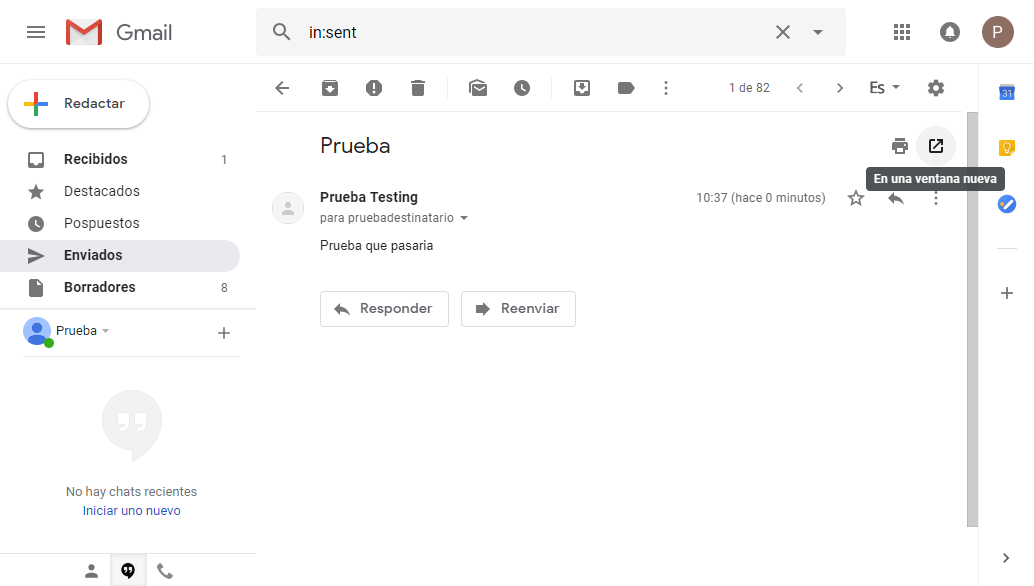 Gmail
in:sent
P
Redactar
1 de 82
Es
31
Recibidos 1
Destacados
Pospuestos
Enviados
Borradores 8
Prueba
No hay chats recientes
Iniciar uno nuevo
Prueba
En una ventana nueva
Prueba Testing
10:37 (hace 0 minutos)
para pruebadestinatario
Prueba que pasaria
Responder
Reenviar